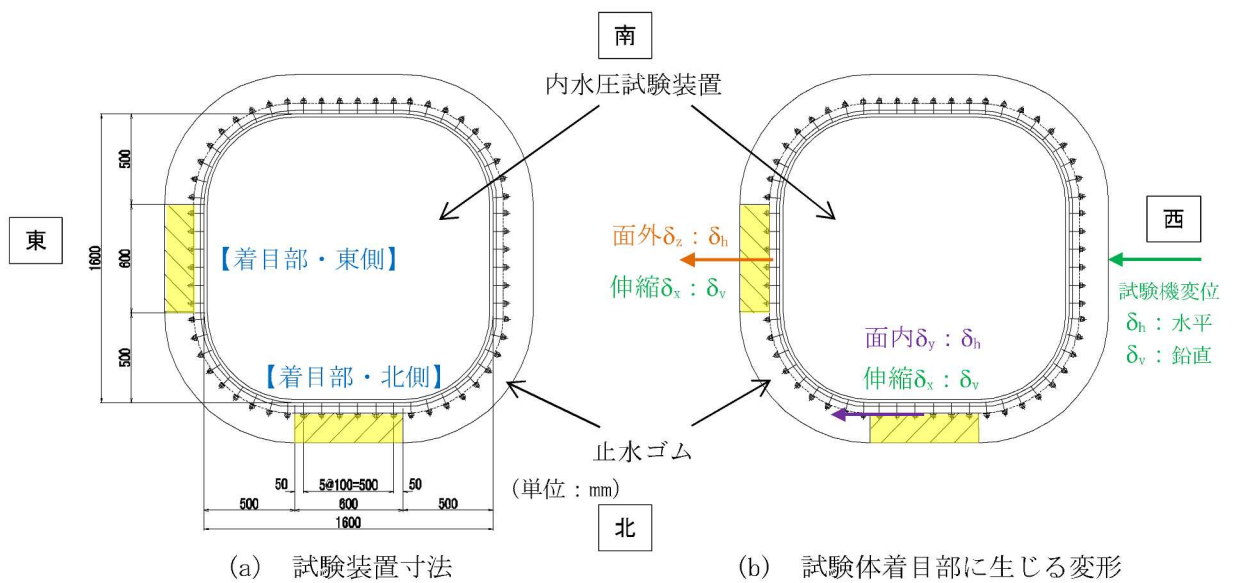 南
内水圧試験装置
東
西
北
500
600
500
1600
【着目部・東側】
【着目部・北側】
50
5@100=500
50
500
600
500
1600
止水ゴム
(単位：mm)
面外δz：δh
伸縮δx：δv
面内δy：δh
伸縮δx：δv
試験機変位
δh：水平
δv：鉛直
(a) 試験装置寸法
(b) 試験体着目部に生じる変形